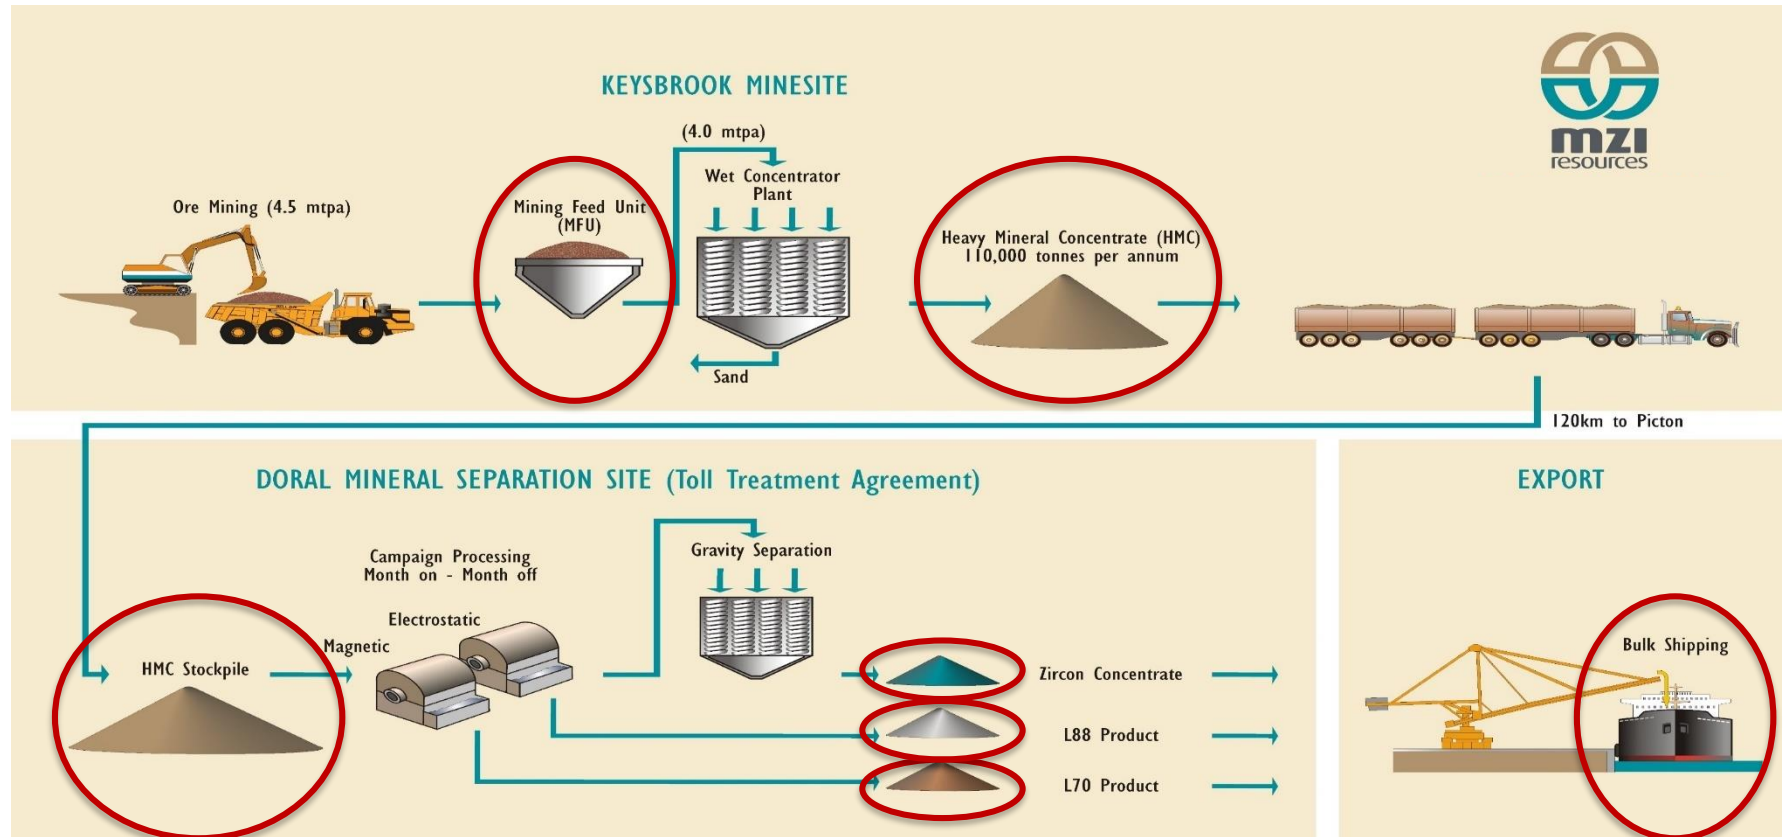 KEYSBROOK MINESITE
mzi
resources
(4.0 mtpa)
Wet Concentrator
Plant
Ore Mining (4.5 mtpa)
Mining Feed Unit
(MFU)
Heavy Mineral Concentrate (HMC)
110,000 tonnes per annum
Sand
120km to Picton
DORAL MINERAL SEPARATION SITE (Toll Treatment Agreement)
EXPORT
Campaign Processing
Month on - Month off
Gravity Separation
Electrostatic
Magnetic
HMC Stockpile
Zircon Concentrate
L88 Product
L70 Product
Bulk Shipping